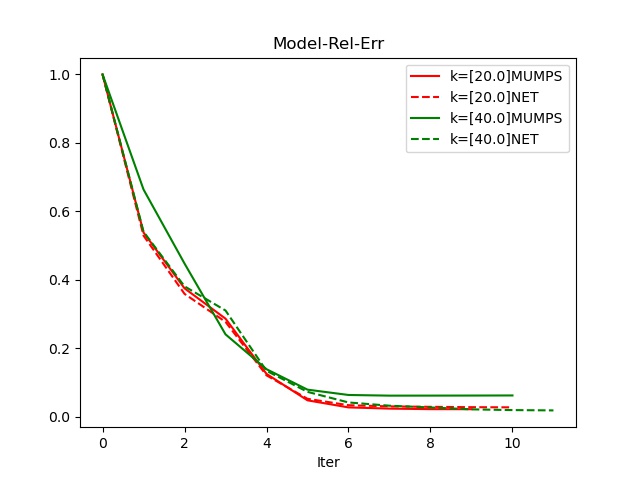 Model-Rel-Err
1.0
0.8
0.6
0.4
0.2
0.0
k=[20.0]MUMPS
k=[20.0]NET
k=[40.0]MUMPS
k=[40.0]NET
0 2 4 6 8 10
Iter